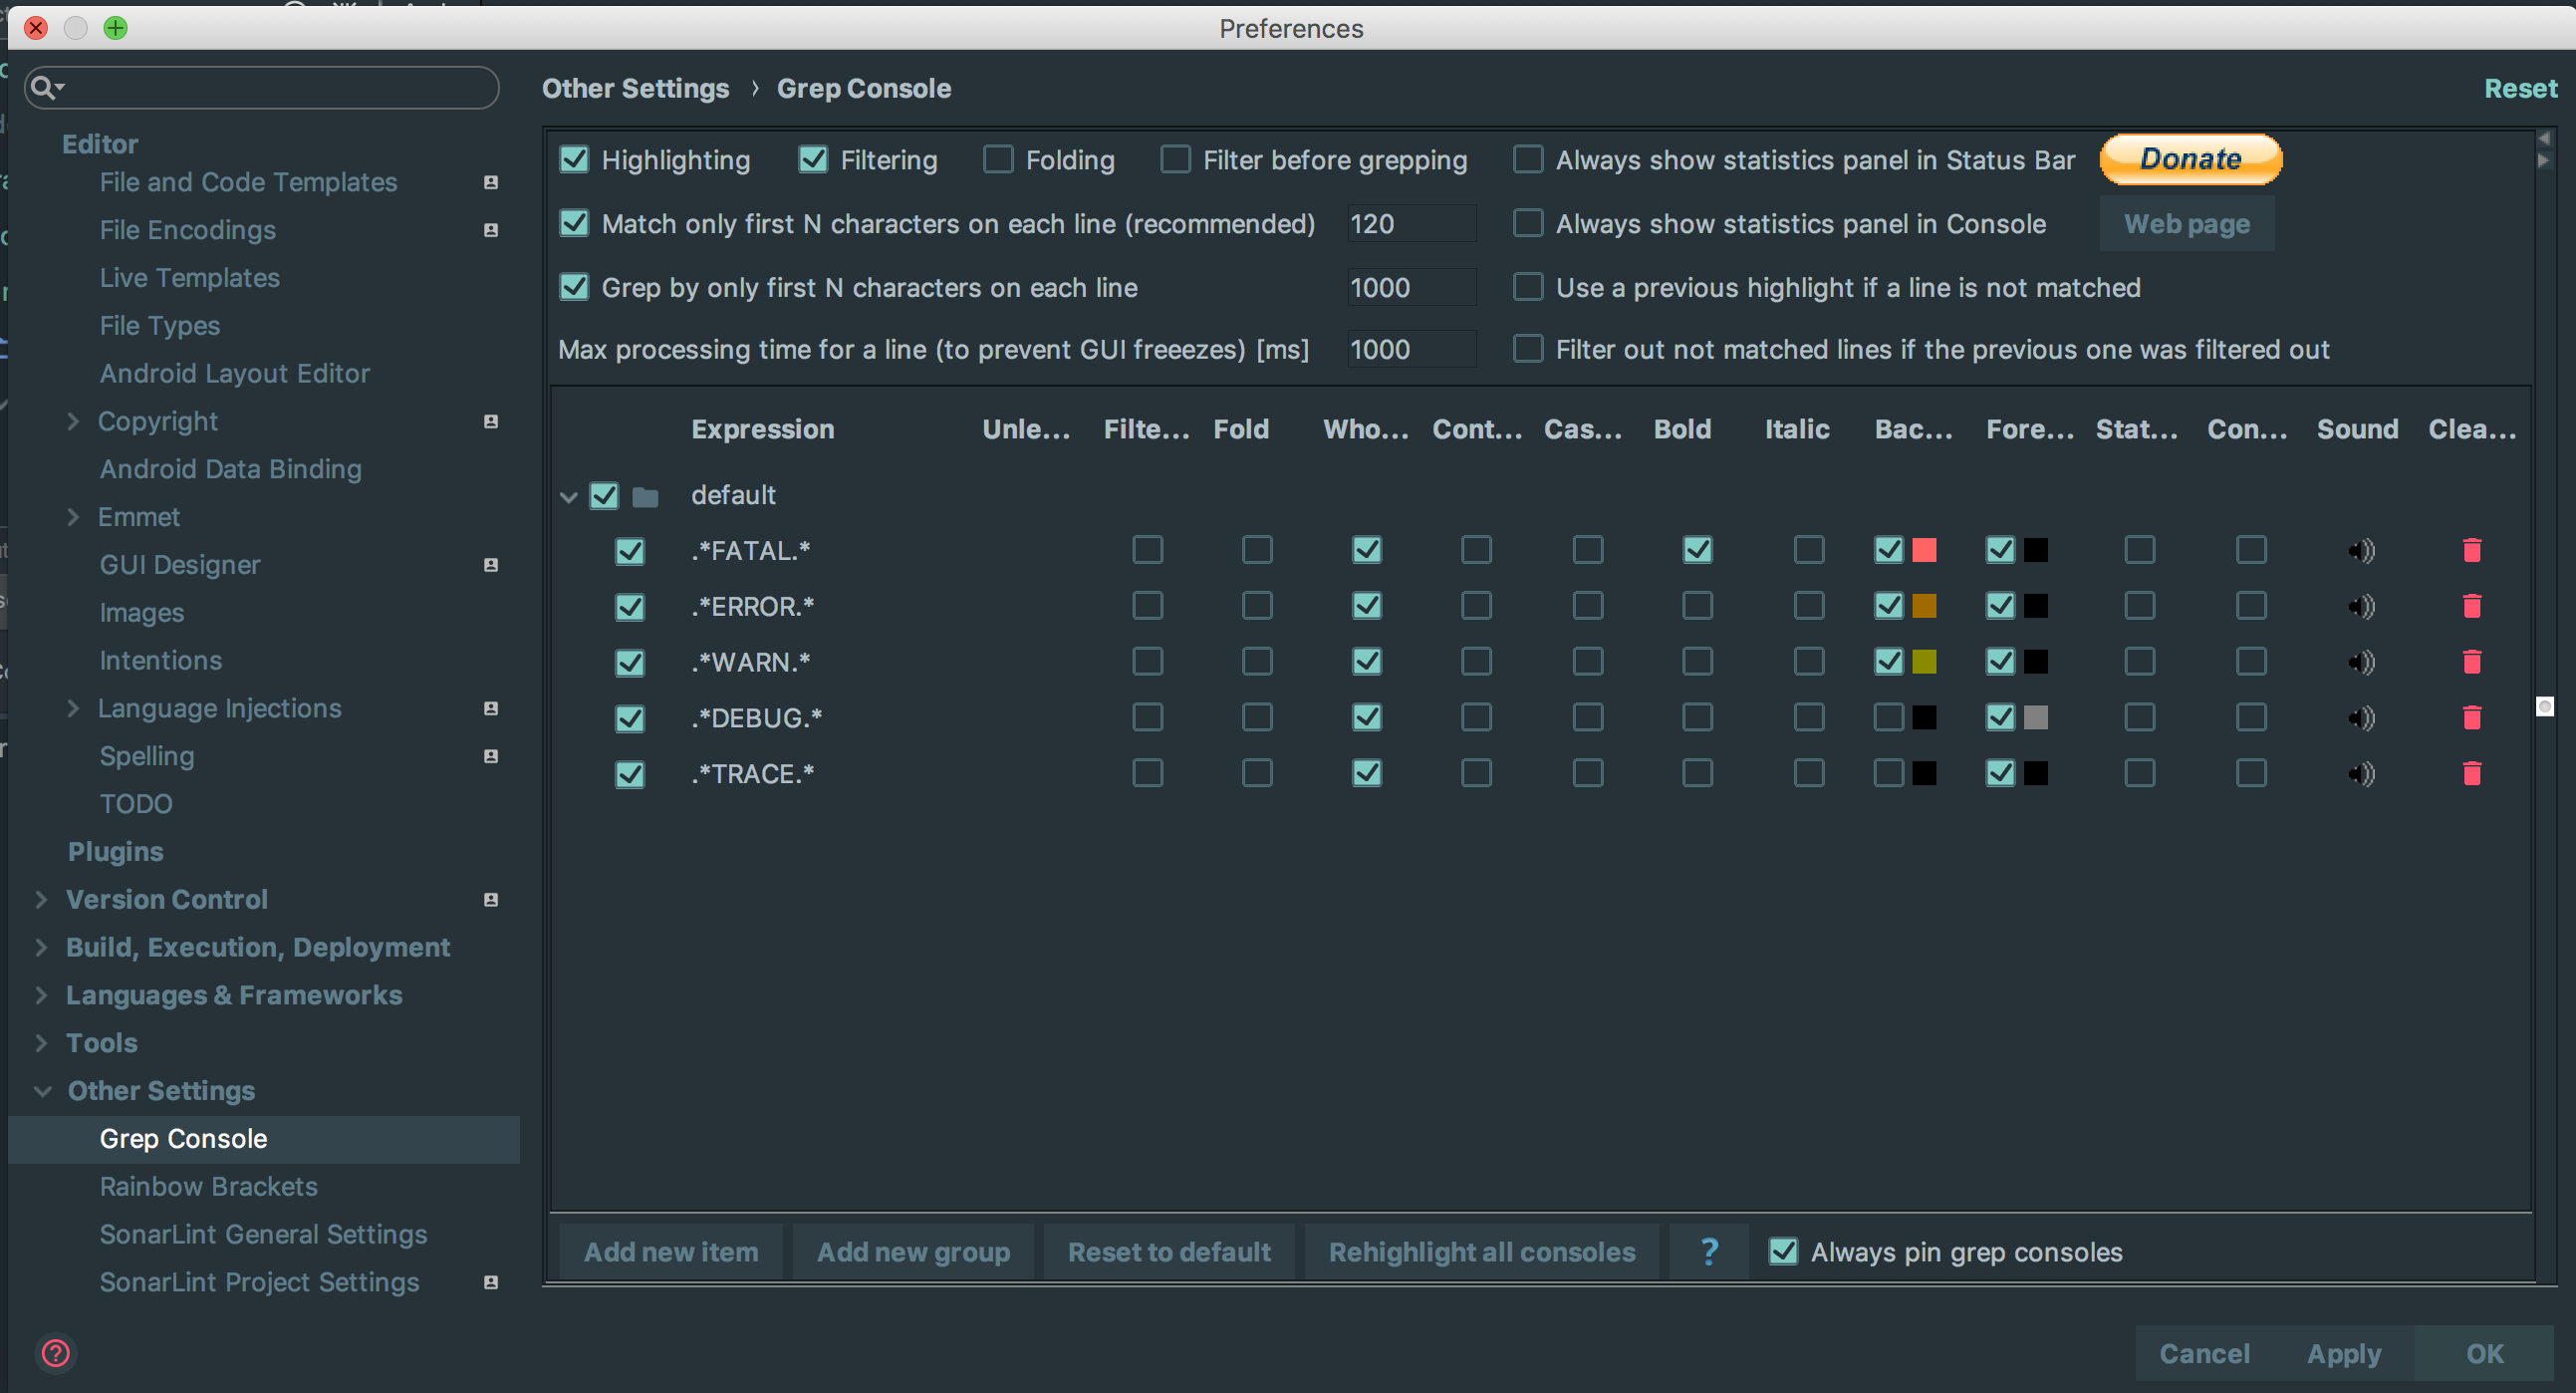 Preferences
Other Settings › Grep Console
Reset
Editor
File and Code Templates
File Encodings
Live Templates
File Types
Android Layout Editor
Copyright
Android Data Binding
Emmet
GUI Designer
Images
Intentions
Language Injections
Spelling
TODO
Plugins
Version Control
Build, Execution, Deployment
Languages & Frameworks
Tools
Other Settings
Grep Console
Rainbow Brackets
SonarLint General Settings
SonarLint Project Settings
Highlighting Filtering Folding Filter before grepping Always show statistics panel in Status Bar Donate
Match only first N characters on each line (recommended) 120 Always show statistics panel in Console Web page
Grep by only first N characters on each line 1000 Use a previous highlight if a line is not matched
Max processing time for a line (to prevent GUI freeezes) [ms] 1000 Filter out not matched lines if the previous one was filtered out
Expression Unle... Filte... Fold Who... Cont... Cas... Bold Italic Bac... Fore... Stat... Con... Sound Clea...
default
.*FATAL.*
.*ERROR.*
.*WARN.*
.*DEBUG.*
.*TRACE.*
Add new item Add new group Reset to default Rehighlight all consoles ? Always pin grep consoles
? Cancel Apply OK